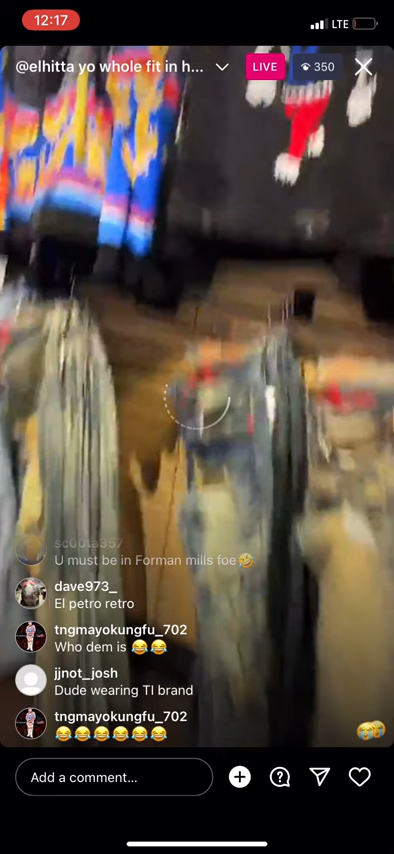 12:17
LTE
@elhitta yo whole fit in h...
LIVE
350
sc00ta357
U must be in Forman mills foe🤣
dave973_
El petro retro
tngmayokungfu_702
Who dem is 😂😂
jjnot_josh
Dude wearing TI brand
tngmayokungfu_702
😂😂😂😂😂😂
Add a comment...